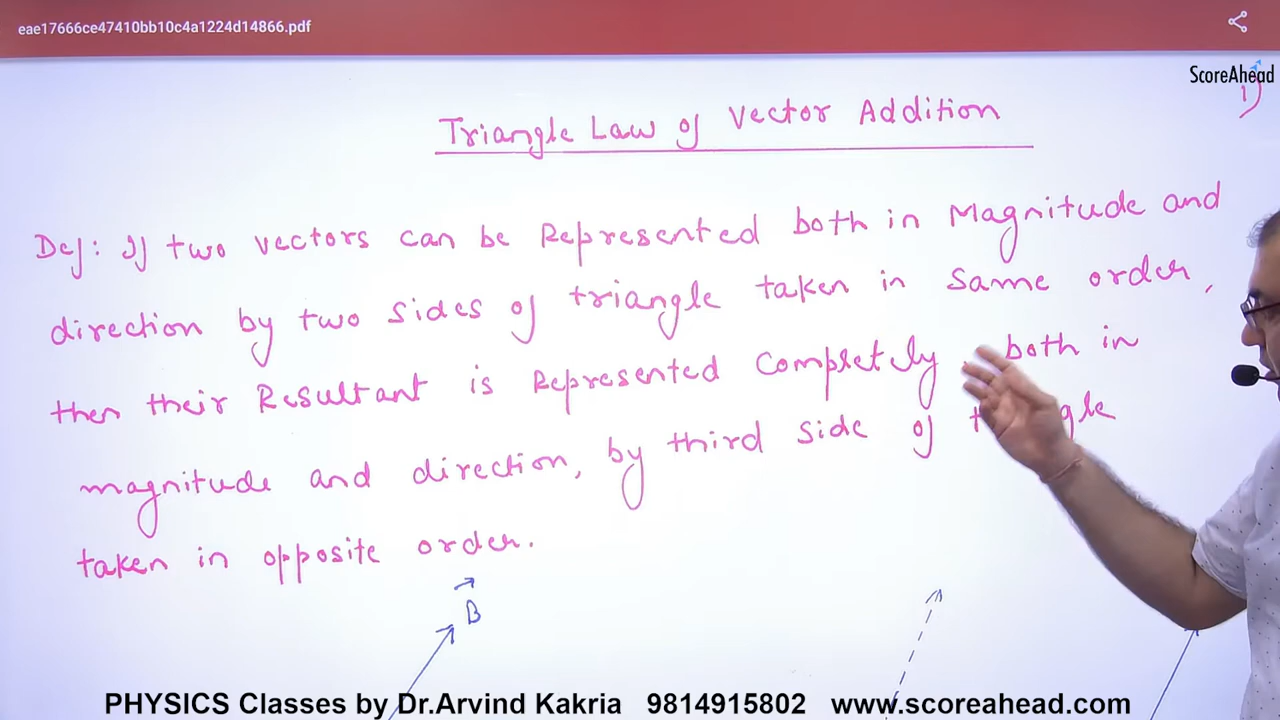 eae17666ce47410bb10c4a1224d14866.pdf
ScoreAhead
Triangle Law of Vector Addition
Def: If two vectors can be Represented both in Magnitude and
direction by two sides of triangle taken in same order,
then their Resultant is Represented Completely both in
magnitude and direction, by third side of
taken in opposite order.
B
PHYSICS Classes by Dr.Arvind Kakria 9814915802 www.scoreahead.com